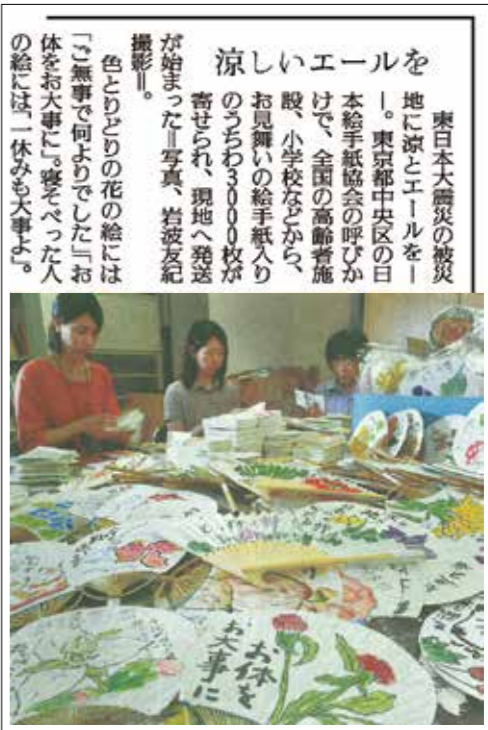 涼しいエールを
東日本大震災の被災
地に涼とエールを―
―。東京都中央区の日
本絵手紙協会の呼びか
けで、全国の高齢者施
設、小学校などから、
お見舞いの絵手紙入り
のうちわ3000枚が
寄せられ、現地へ発送
が始まった=写真、岩波友紀
撮影=。
色とりどりの花の絵には
「ご無事で何よりでした」「お
体をお大事に」。寝そべった人
の絵には「一休みも大事よ」。
お体を
お大事に